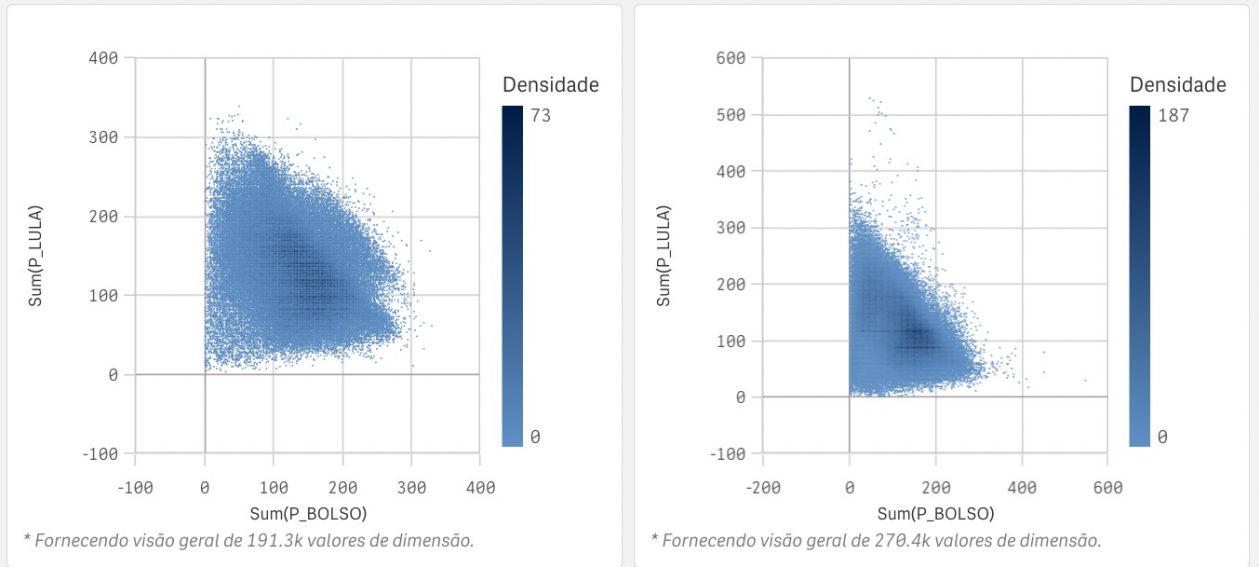 400
300
200
100
0
-100
-100 0 100 200 300 400
Sum(P_LULA)
Sum(P_BOLSO)
Densidade
73
0
* Fornecendo visão geral de 191.3k valores de dimensão.
600
500
400
300
200
100
0
-100
-200 0 200 400 600
Sum(P_LULA)
Sum(P_BOLSO)
Densidade
187
0
* Fornecendo visão geral de 270.4k valores de dimensão.